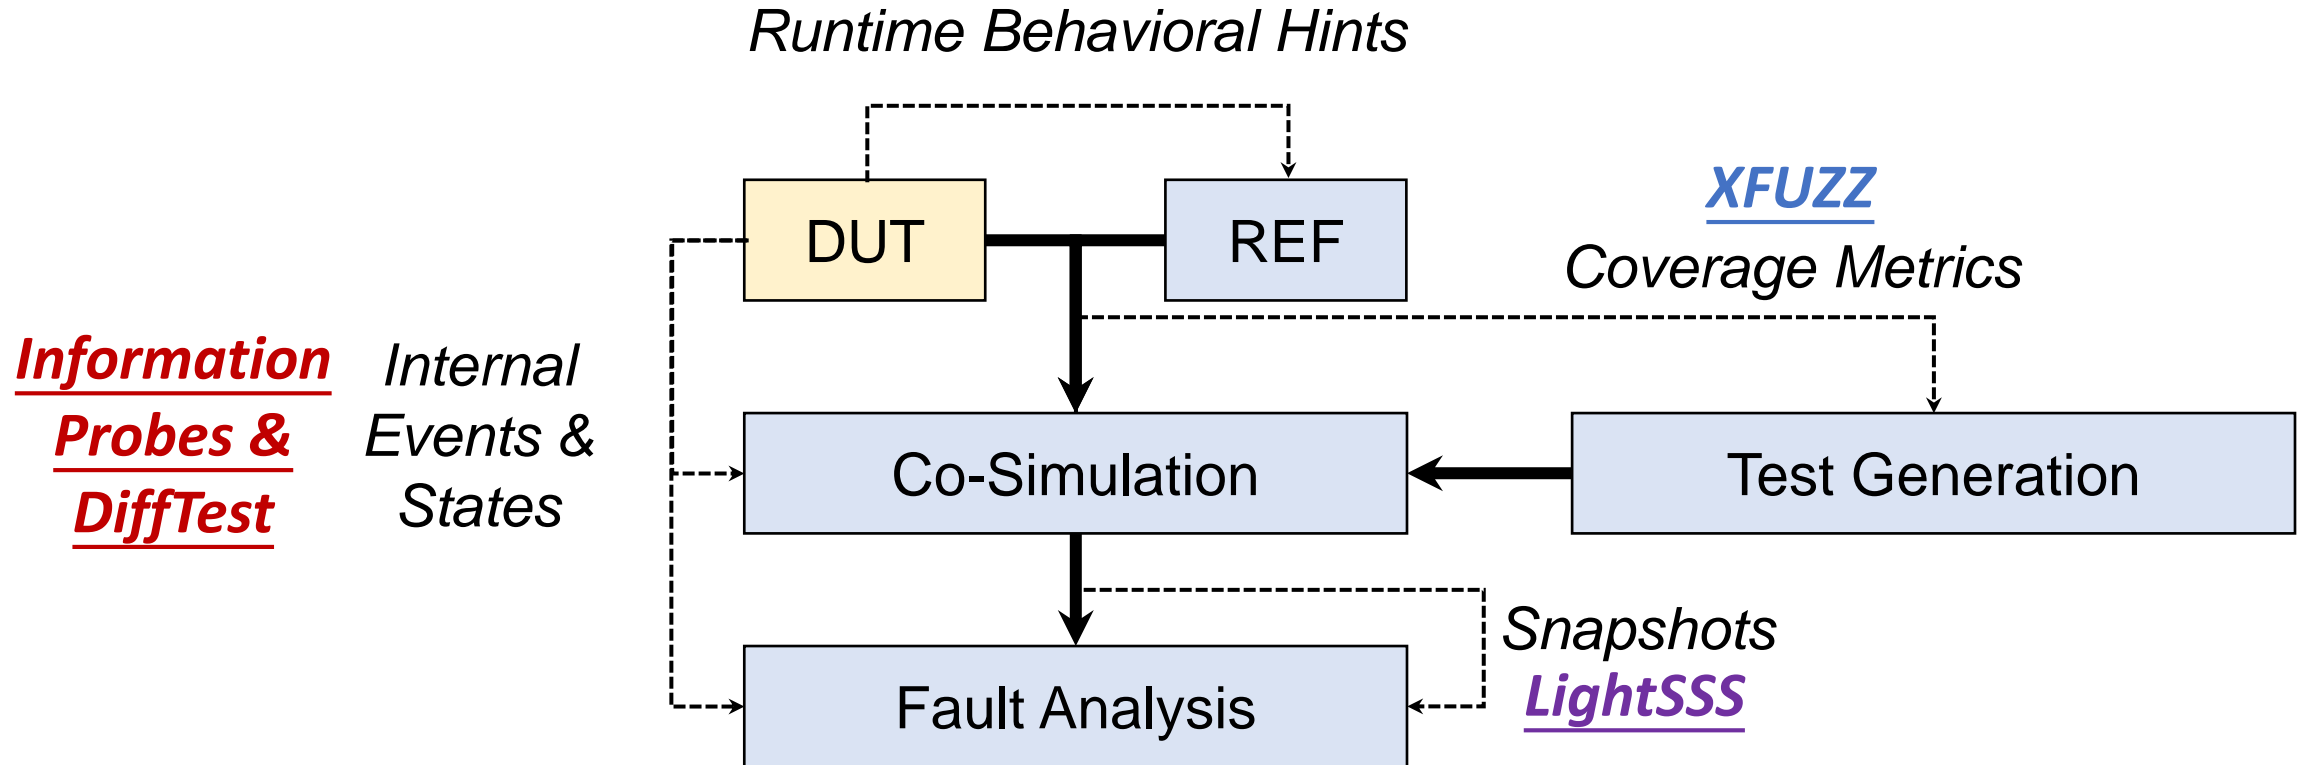 Runtime Behavioral Hints
DUT
REF
XFUZZ
Coverage Metrics
Information
Probes &
DiffTest
Internal
Events &
States
Co-Simulation
Test Generation
Snapshots
LightSSS
Fault Analysis